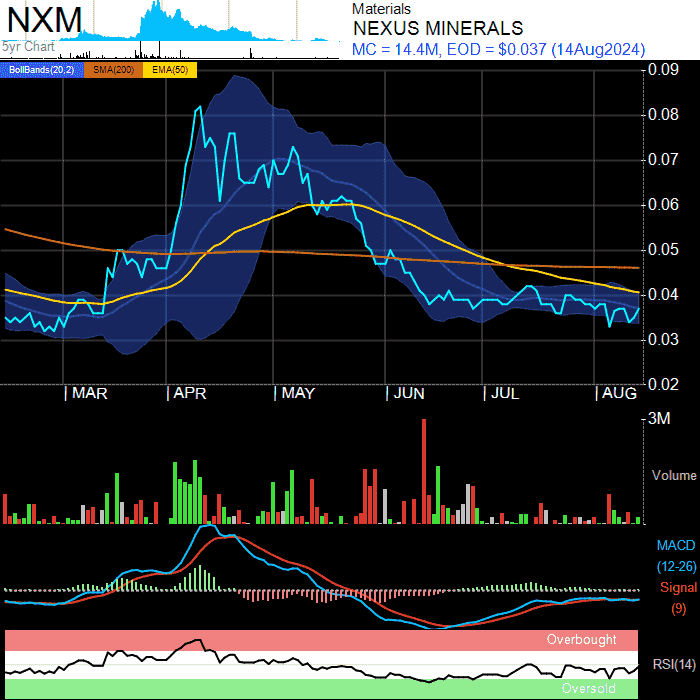 NXM
5yr Chart
Materials
NEXUS MINERALS
MC = 14.4M, EOD = $0.037 (14Aug2024)
BollBands(20,2) SMA(200) EMA(50)
0.09
0.08
0.07
0.06
0.05
0.04
0.03
0.02
MAR APR MAY JUN JUL AUG
3M
Volume
MACD
(12-26)
Signal
(9)
Overbought
RSI(14)
Oversold